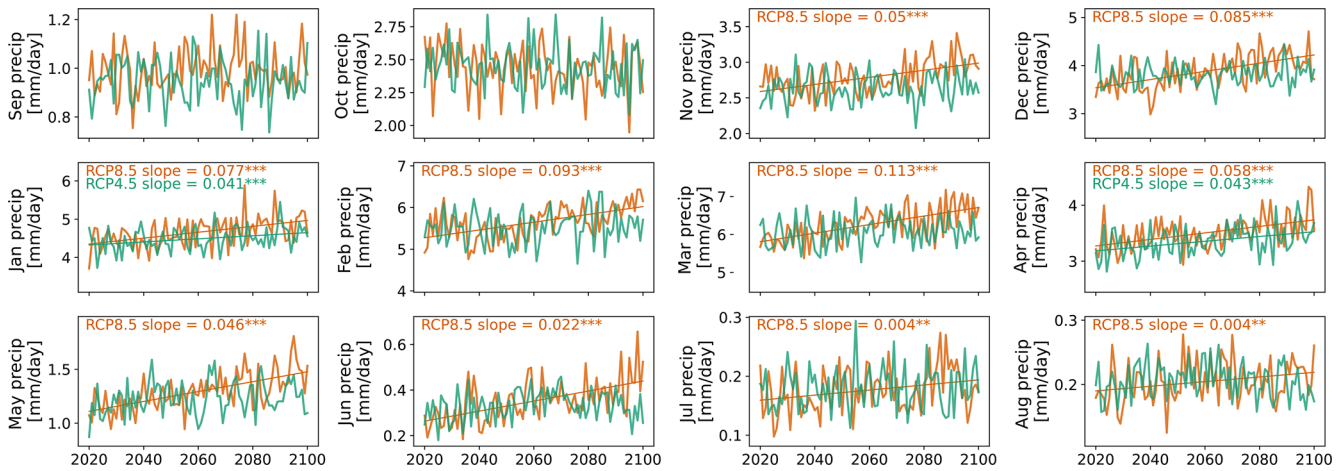 Sep precip
[mm/day]
1.2
1.0
0.8
Oct precip
[mm/day]
2.75
2.50
2.25
2.00
Nov precip
[mm/day]
3.5
3.0
2.5
2.0
RCP8.5 slope = 0.05***
Dec precip
[mm/day]
5
4
3
RCP8.5 slope = 0.085***
Jan precip
[mm/day]
6
5
4
RCP8.5 slope = 0.077***
RCP4.5 slope = 0.041***
Feb precip
[mm/day]
7
6
5
4
RCP8.5 slope = 0.093***
Mar precip
[mm/day]
7
6
5
RCP8.5 slope = 0.113***
Apr precip
[mm/day]
4
3
RCP8.5 slope = 0.058***
RCP4.5 slope = 0.043***
May precip
[mm/day]
1.5
1.0
RCP8.5 slope = 0.046***
2020 2040 2060 2080 2100
Jun precip
[mm/day]
0.6
0.4
0.2
RCP8.5 slope = 0.022***
2020 2040 2060 2080 2100
Jul precip
[mm/day]
0.3
0.2
0.1
RCP8.5 slope = 0.004**
2020 2040 2060 2080 2100
Aug precip
[mm/day]
0.3
0.2
RCP8.5 slope = 0.004**
2020 2040 2060 2080 2100